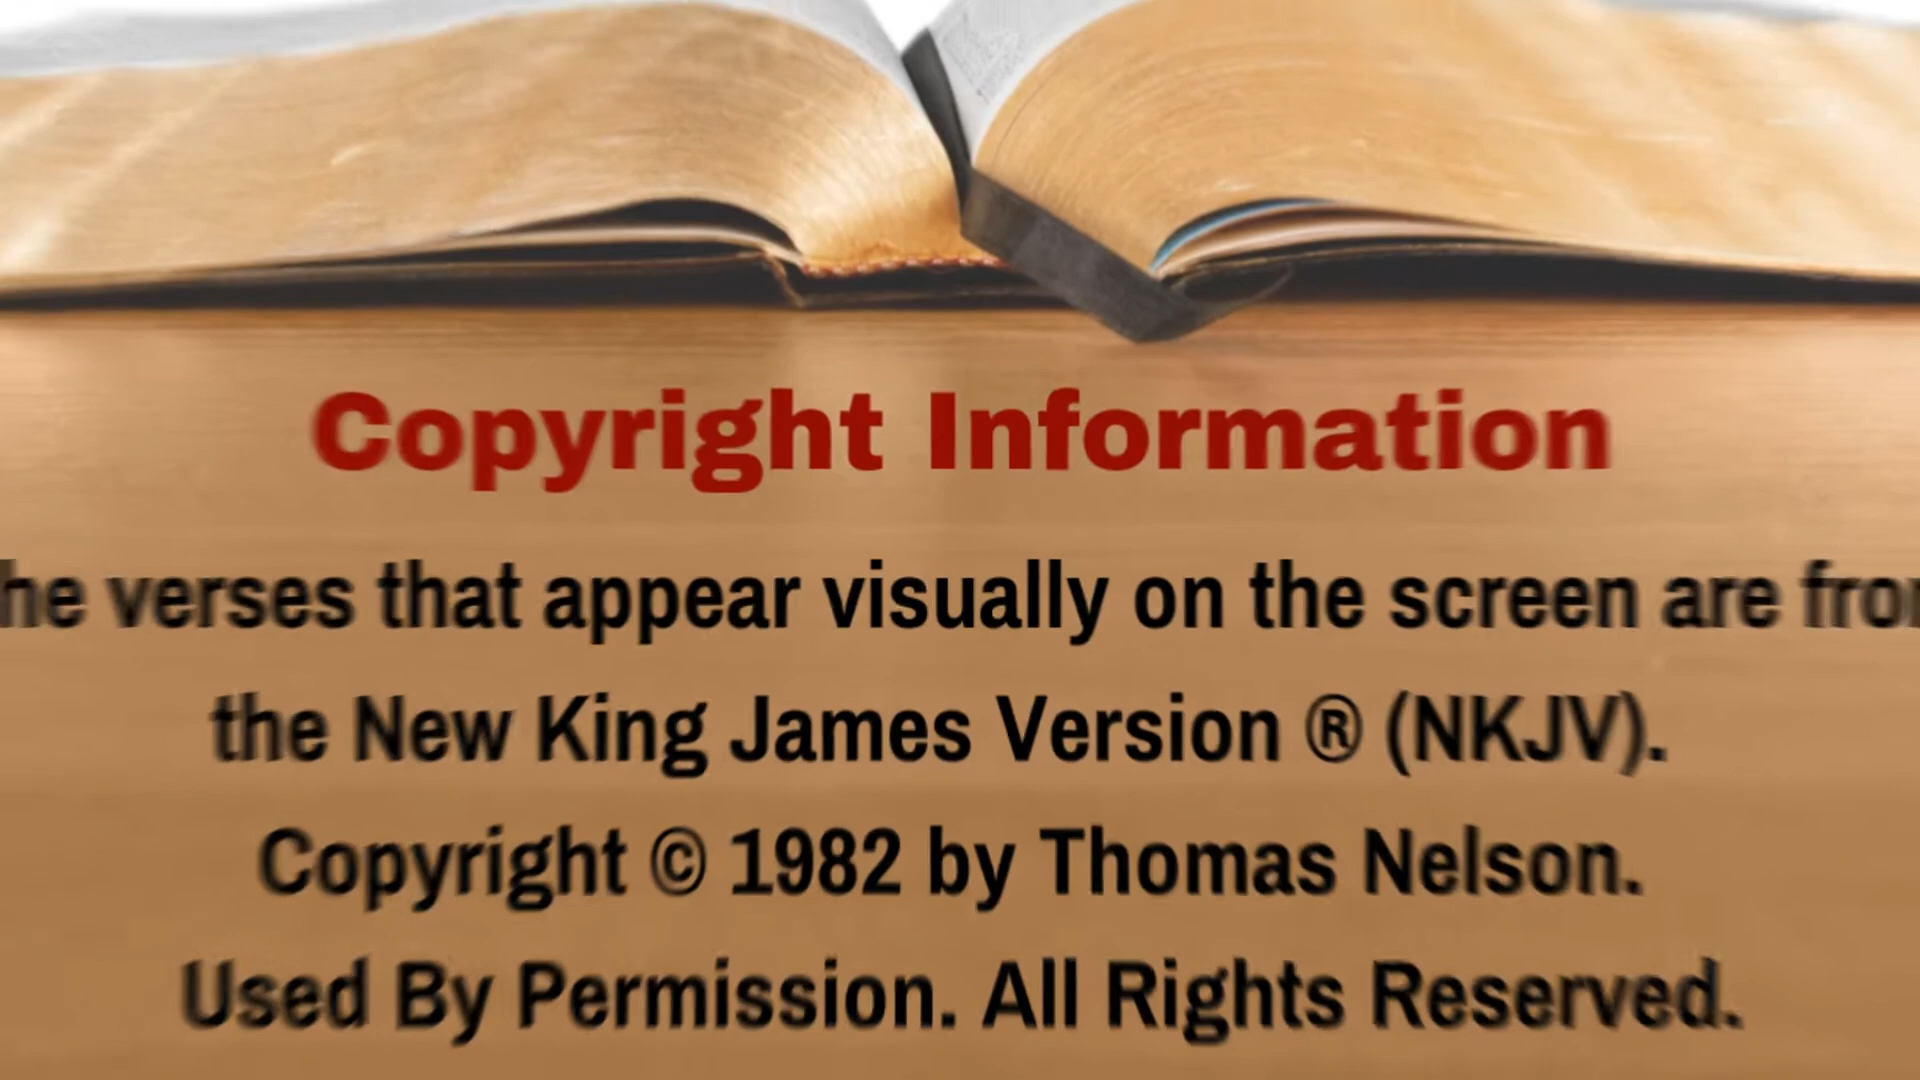 Copyright Information
he verses that appear visually on the screen are from
the New King James Version ® (NKJV).
Copyright © 1982 by Thomas Nelson.
Used By Permission. All Rights Reserved.